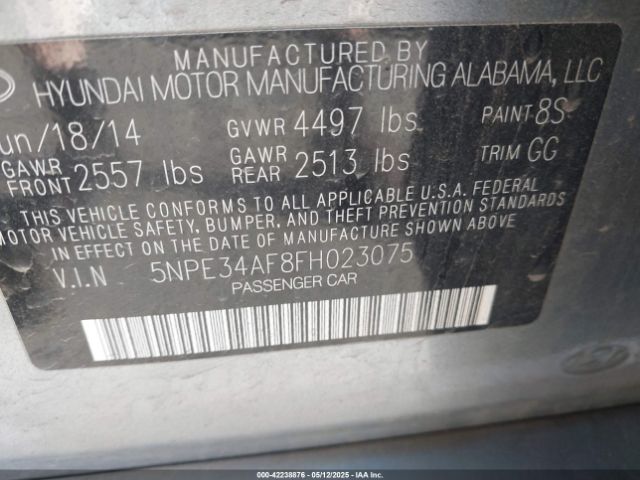 MANUFACTURED BY
HYUNDAI MOTOR MANUFACTURING ALABAMA, LLC
un/18/14 GVWR 4497 lbs PAINT 8S
GAWR FRONT 2557 lbs GAWR REAR 2513 lbs TRIM GG
THIS VEHICLE CONFORMS TO ALL APPLICABLE U.S.A. FEDERAL
MOTOR VEHICLE SAFETY, BUMPER, AND THEFT PREVENTION STANDARDS
IN EFFECT ON THE DATE OF MANUFACTURE SHOWN ABOVE.
V.I.N 5NPE34AF8FH023075
PASSENGER CAR
000-42238876 - 05/12/2025 - IAAI Inc.